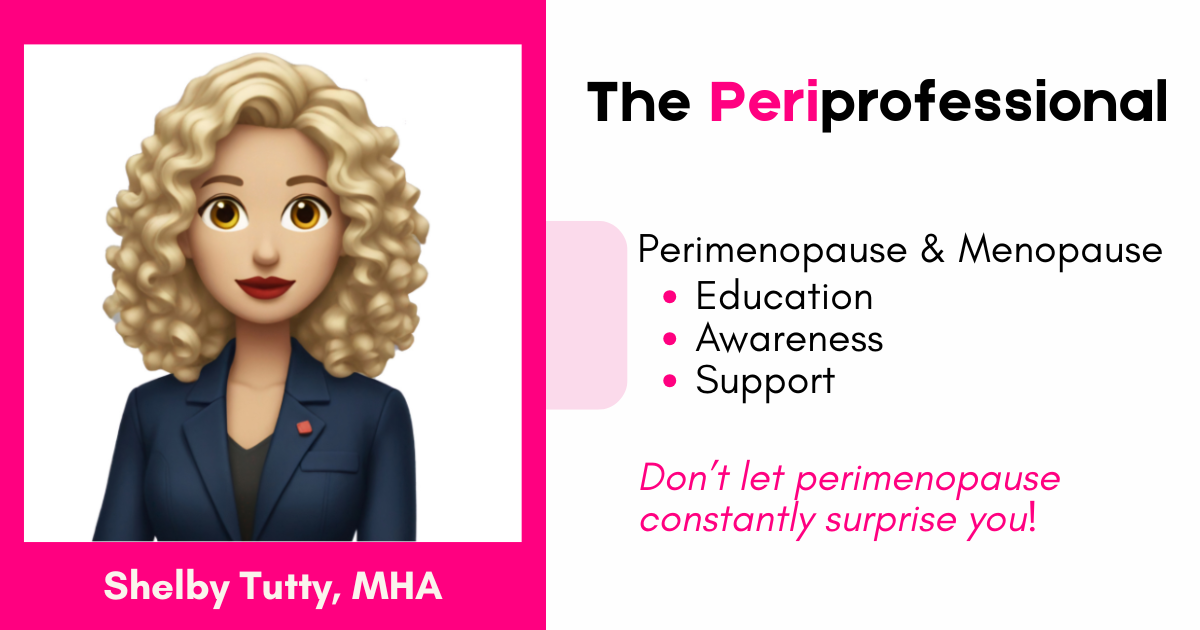 The Periprofessional
Perimenopause & Menopause
• Education
• Awareness
• Support
Don't let perimenopause
constantly surprise you!
Shelby Tutty, MHA